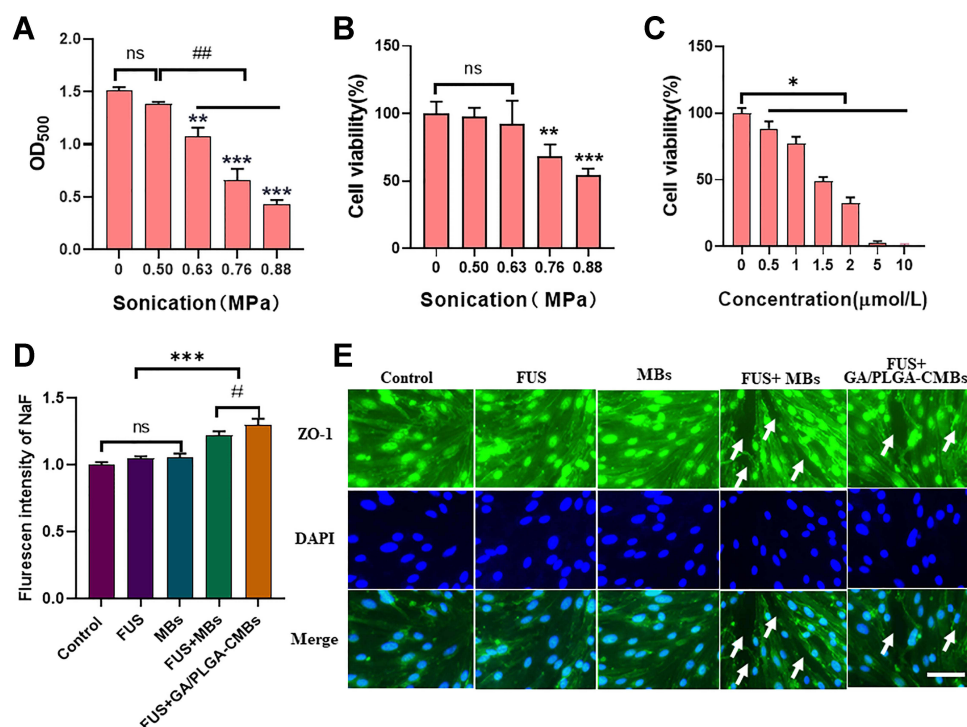 A
2.0
1.5
1.0
0.5
0.0
OD500
ns
##
**
***
***
0
0.50
0.63
0.76
0.88
Sonication（MPa）
B
150
100
50
0
Cell viability(%)
ns
**
***
0
0.50
0.63
0.76
0.88
Sonication（ MPa）
C
150
100
50
0
Cell viability(%)
*
0
0.5
1
1.5
2
5
10
Concentration(μmol/L)
D
1.5
1.0
0.5
0.0
Flurescen intensity of NaF
***
ns
#
Control
FUS
MBs
FUS+MBs
FUS+GA/PLGA-CMBs
E
Control
FUS
MBs
FUS+ MBs
FUS+
GA/PLGA-CMBs
ZO-1
DAPI
Merge